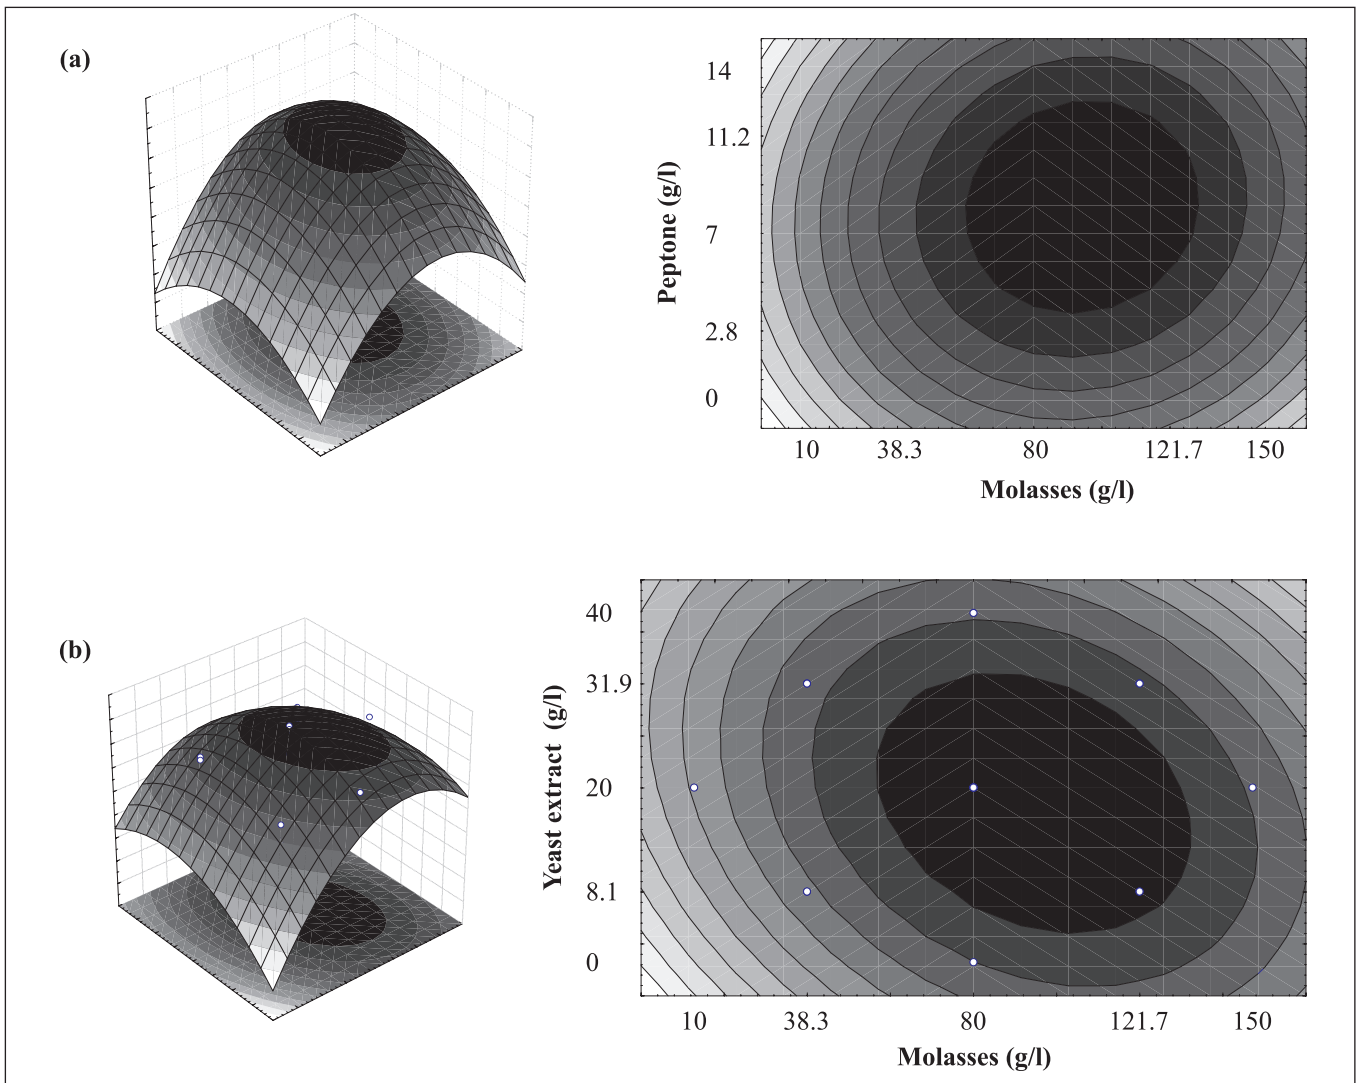 (a)
14
11.2
7
2.8
0
Peptone (g/l)
10 38.3 80 121.7 150
Molasses (g/l)
(b)
40
31.9
20
8.1
0
Yeast extract (g/l)
10 38.3 80 121.7 150
Molasses (g/l)